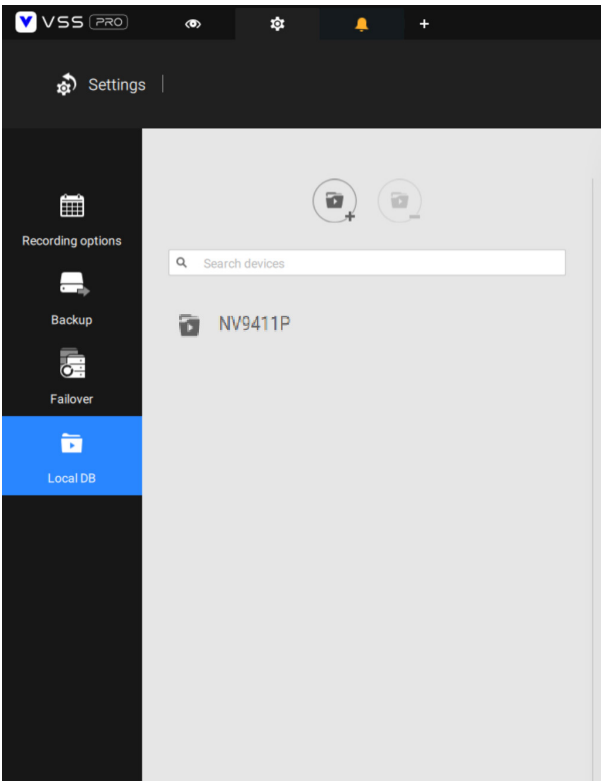 VSS PRO
Settings
Recording options
Backup
Failover
Local DB
Search devices
NV9411P